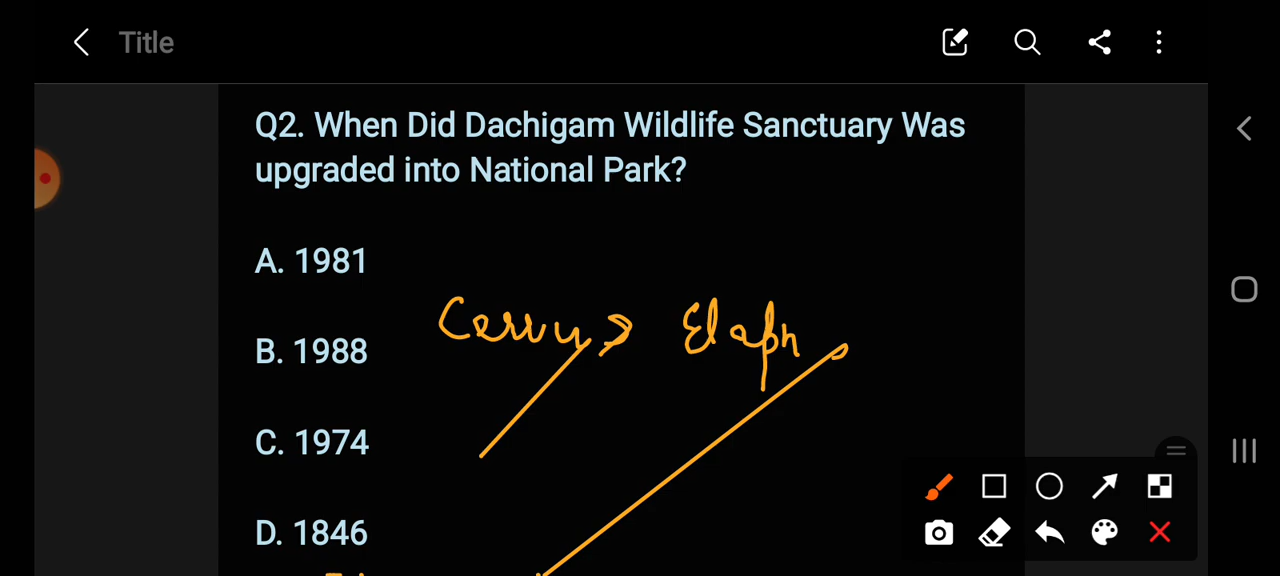 Title
Q2. When Did Dachigam Wildlife Sanctuary Was
upgraded into National Park?
A. 1981
B. 1988
C. 1974
D. 1846